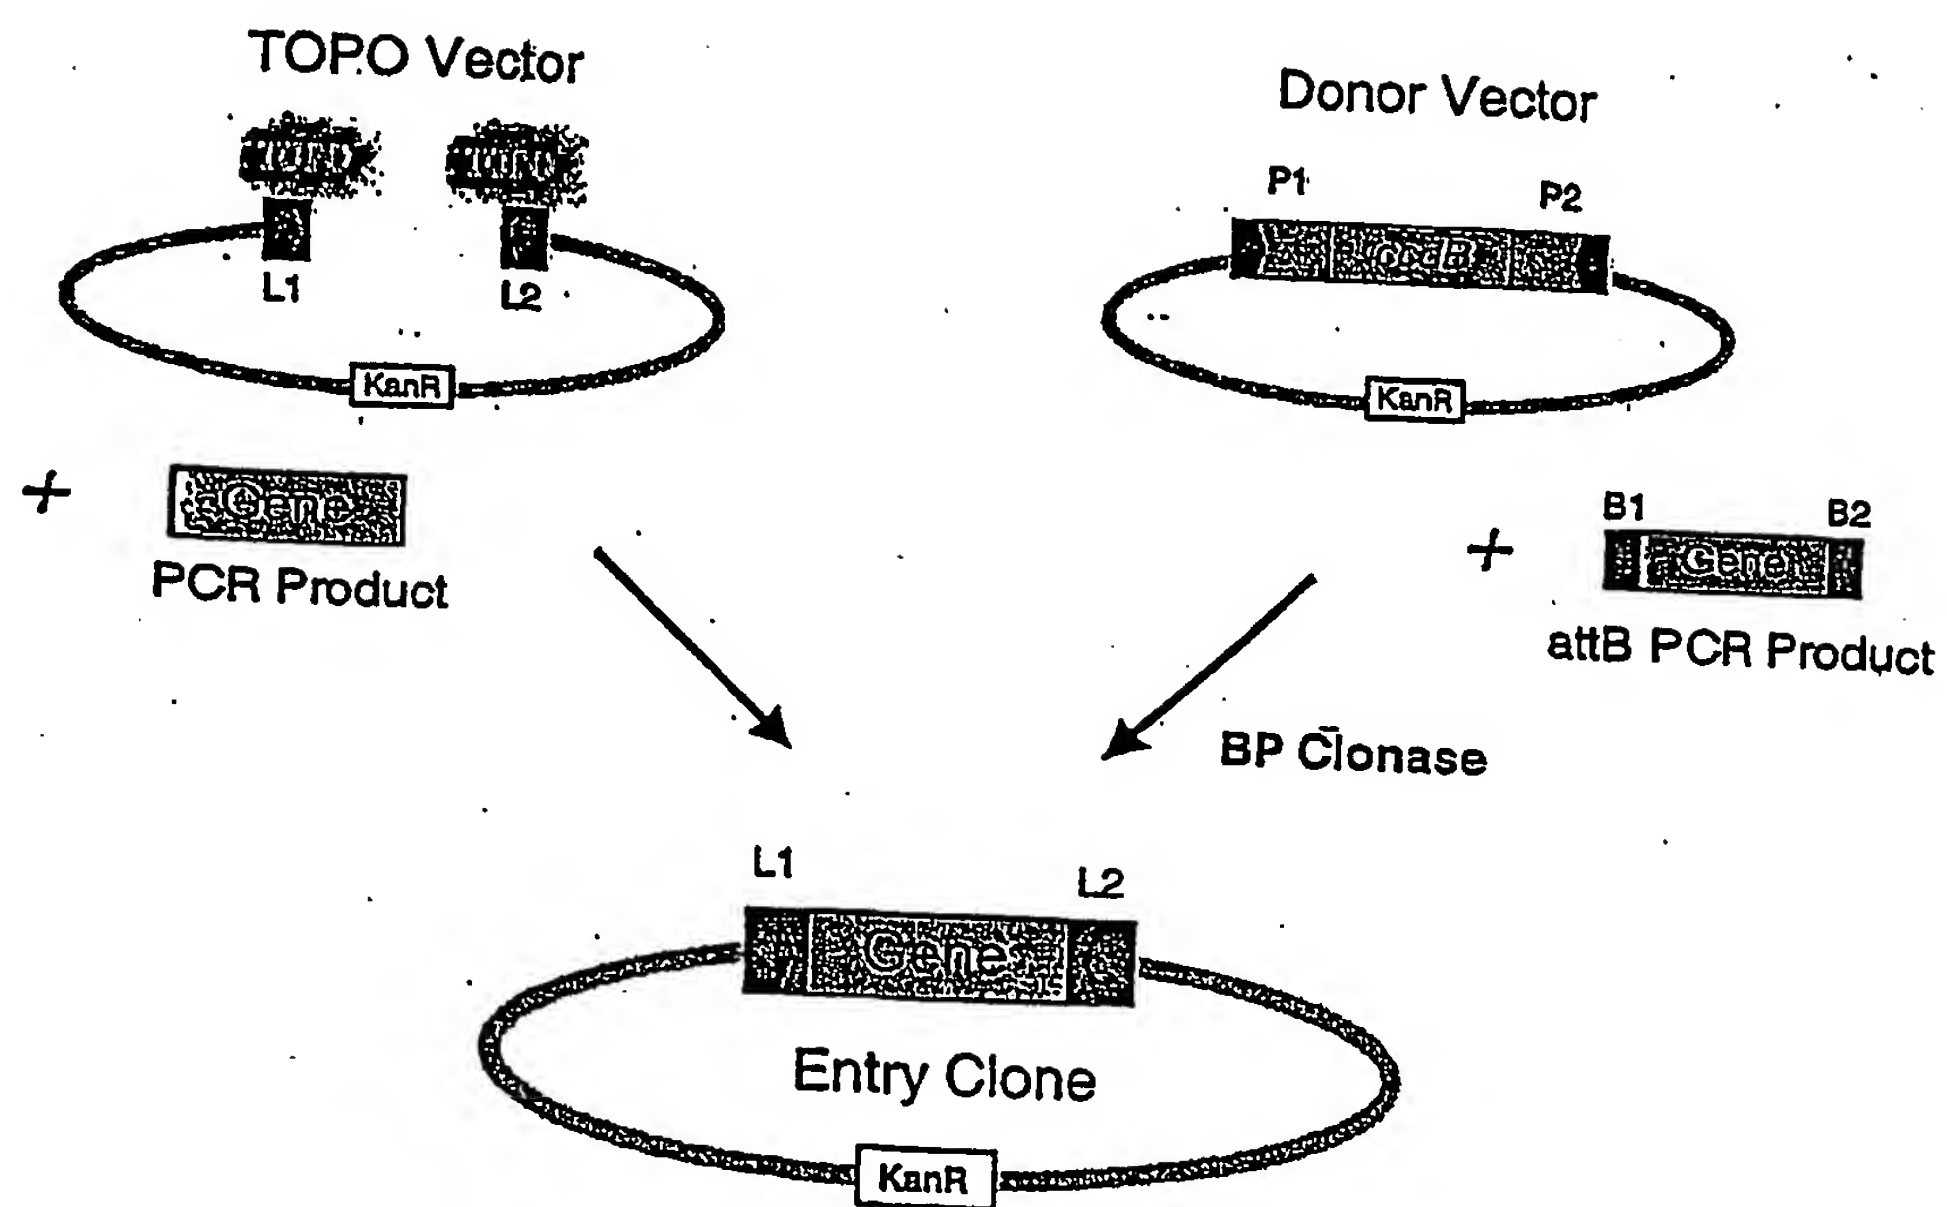 TOPO Vector
L1
L2
KanR
+
Gene
PCR Product
Donor Vector
P1
P2
ccdB
KanR
+
B1
B2
Gene
attB PCR Product
BP Clonase
L1
L2
Gene
Entry Clone
KanR